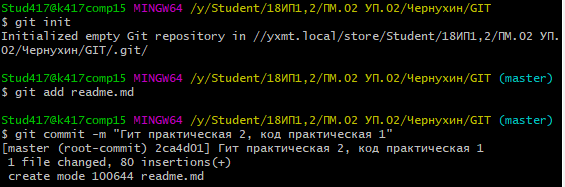 Stud417@k417comp15 MINGW64 /y/Student/18ИП1,2/ПМ.02 УП.02/Чернухин/GIT
$ git init
Initialized empty Git repository in //yxmt.local/store/Student/18ИП1,2/ПМ.02 УП.
02/Чернухин/GIT/.git/
Stud417@k417comp15 MINGW64 /y/Student/18ИП1,2/ПМ.02 УП.02/Чернухин/GIT (master)
$ git add readme.md
Stud417@k417comp15 MINGW64 /y/Student/18ИП1,2/ПМ.02 УП.02/Чернухин/GIT (master)
$ git commit -m "Гит практическая 2, код практическая 1"
[master (root-commit) 2ca4d01] Гит практическая 2, код практическая 1
 1 file changed, 80 insertions(+)
 create mode 100644 readme.md